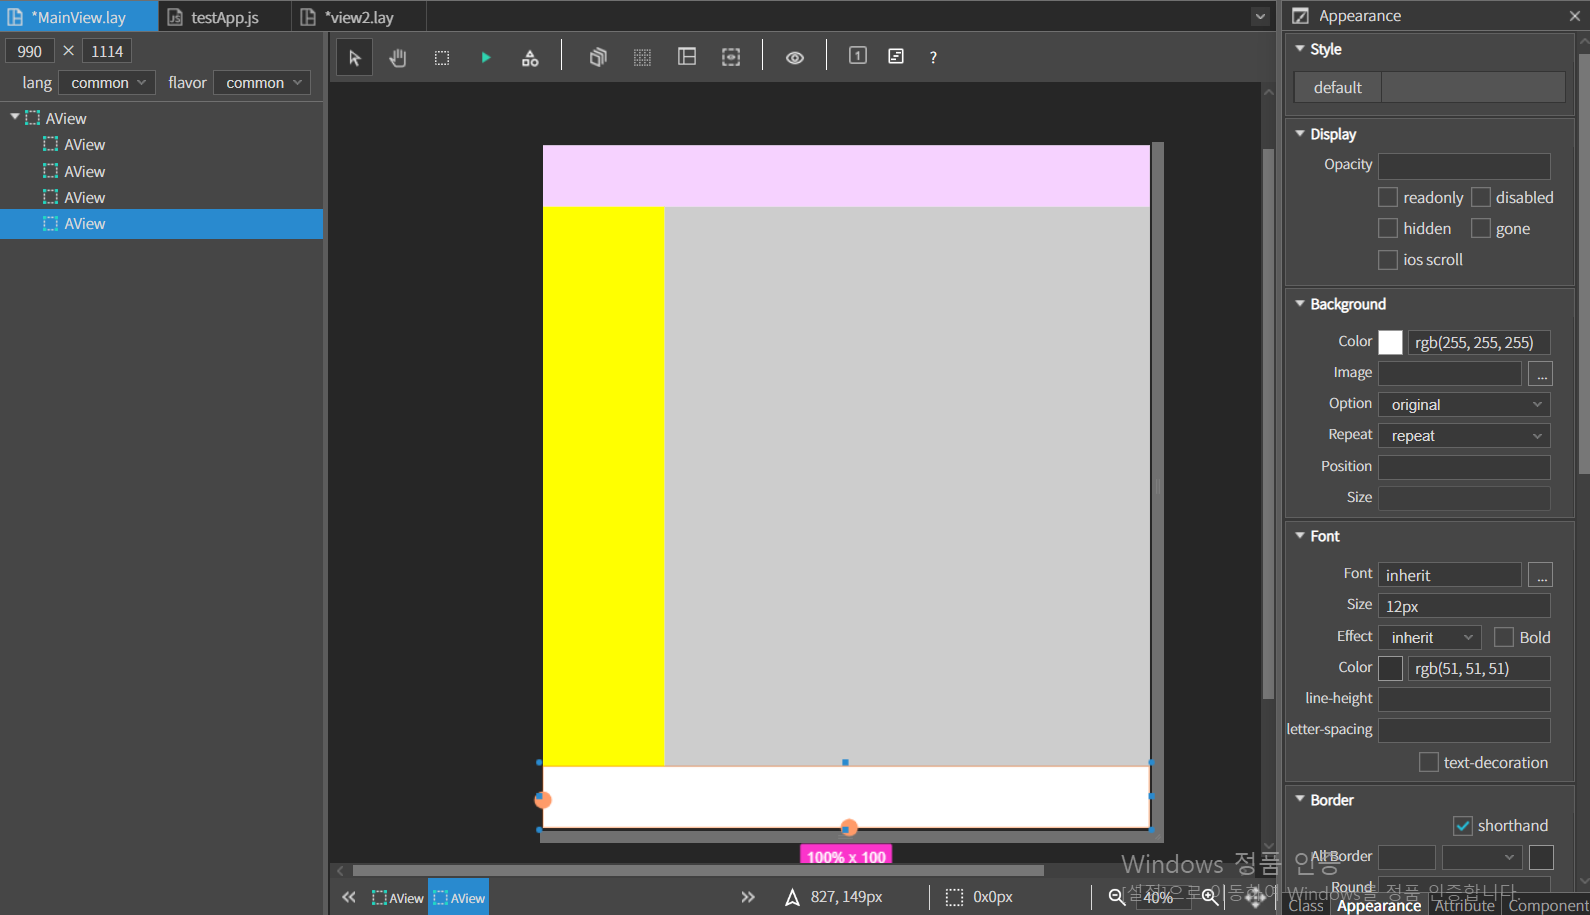 *MainView.lay
testApp.js
*view2.lay
990 × 1114
lang common flavor common
AView
AView
AView
AView
AView
1
?
100% x 100
AView
AView
827, 149px
0x0px
40%
Appearance
Style
default
Display
Opacity
readonly disabled
hidden gone
ios scroll
Background
Color rgb(255, 255, 255)
Image ...
Option original
Repeat repeat
Position
Size
Font
Font inherit ...
Size 12px
Effect inherit Bold
Color rgb(51, 51, 51)
line-height
letter-spacing
text-decoration
Border
shorthand
All Border
Round
Class Appearance Attribute Component
Windows 정품 인증
[설정]으로 이동하여 Windows를 정품 인증합니다.